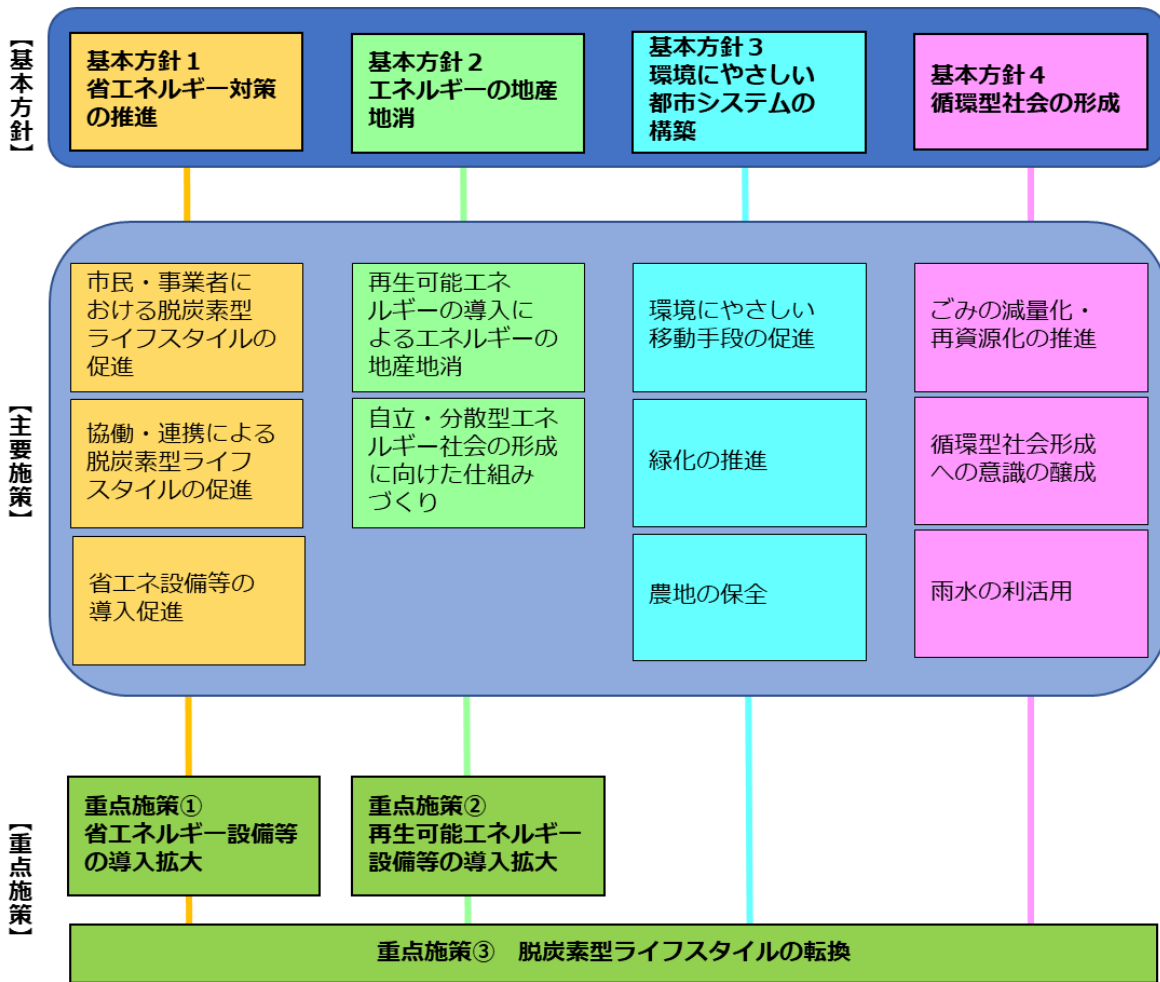 【基本方針】
基本方針１
省エネルギー対策
の推進
基本方針２
エネルギーの地産
地消
基本方針３
環境にやさしい
都市システムの
構築
基本方針４
循環型社会の形成
【主要施策】
市民・事業者に
おける脱炭素型
ライフスタイルの
促進
協働・連携による
脱炭素型ライフ
スタイルの促進
省エネ設備等の
導入促進
再生可能エネ
ルギーの導入に
よるエネルギーの
地産地消
自立・分散型エネ
ルギー社会の形成
に向けた仕組み
づくり
環境にやさしい
移動手段の促進
緑化の推進
農地の保全
ごみの減量化・
再資源化の推進
循環型社会形成
への意識の醸成
雨水の利活用
【重点施策】
重点施策①
省エネルギー設備等
の導入拡大
重点施策②
再生可能エネルギー
設備等の導入拡大
重点施策③　脱炭素型ライフスタイルの転換